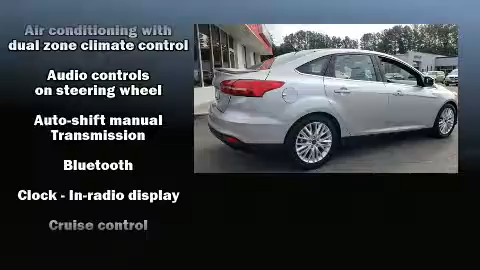 Air conditioning with
dual zone climate control
Audio controls
on steering wheel
Auto-shift manual
Transmission
Bluetooth
Clock - In-radio display
Cruise control